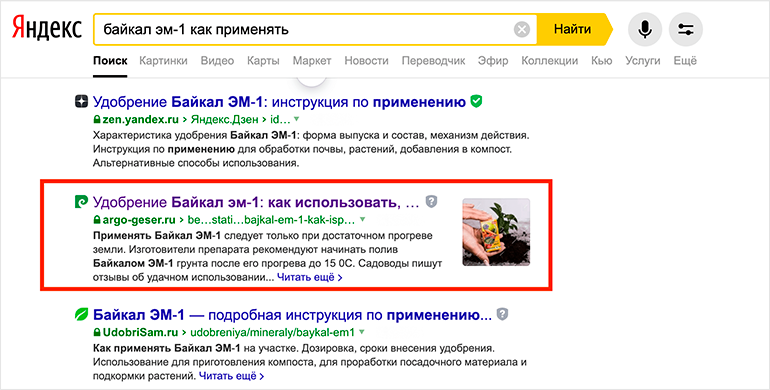 Яндекс
байкал эм-1 как применять
Найти
Поиск Картинки Видео Карты Маркет Новости Переводчик Эфир Коллекции Кью Услуги Ещё
Удобрение Байкал ЭМ-1: инструкция по применению
zen.yandex.ru › Яндекс.Дзен › id...
Характеристика удобрения Байкал ЭМ-1: форма выпуска и состав, механизм действия.
Инструкция по применению для обработки почвы, растений, добавления в компост.
Альтернативные способы использования.
Удобрение Байкал эм-1: как использовать, ...
argo-geser.ru › be...stati...bajkal-em-1-kak-isp...
Применять Байкал ЭМ-1 следует только при достаточном прогреве
земли. Изготовители препарата рекомендуют начинать полив
Байкалом ЭМ-1 грунта после его прогрева до 15 0С. Садоводы пишут
отзывы об удачном использовании... Читать ещё ›
Байкал ЭМ-1 — подробная инструкция по применению...
UdobriSam.ru › udobreniya/mineraly/baykal-em1
Как применять Байкал ЭМ-1 на участке. Дозировка, сроки внесения удобрения.
Использование для приготовления компоста, для проработки посадочного материала и
подкормки растений. Читать ещё ›